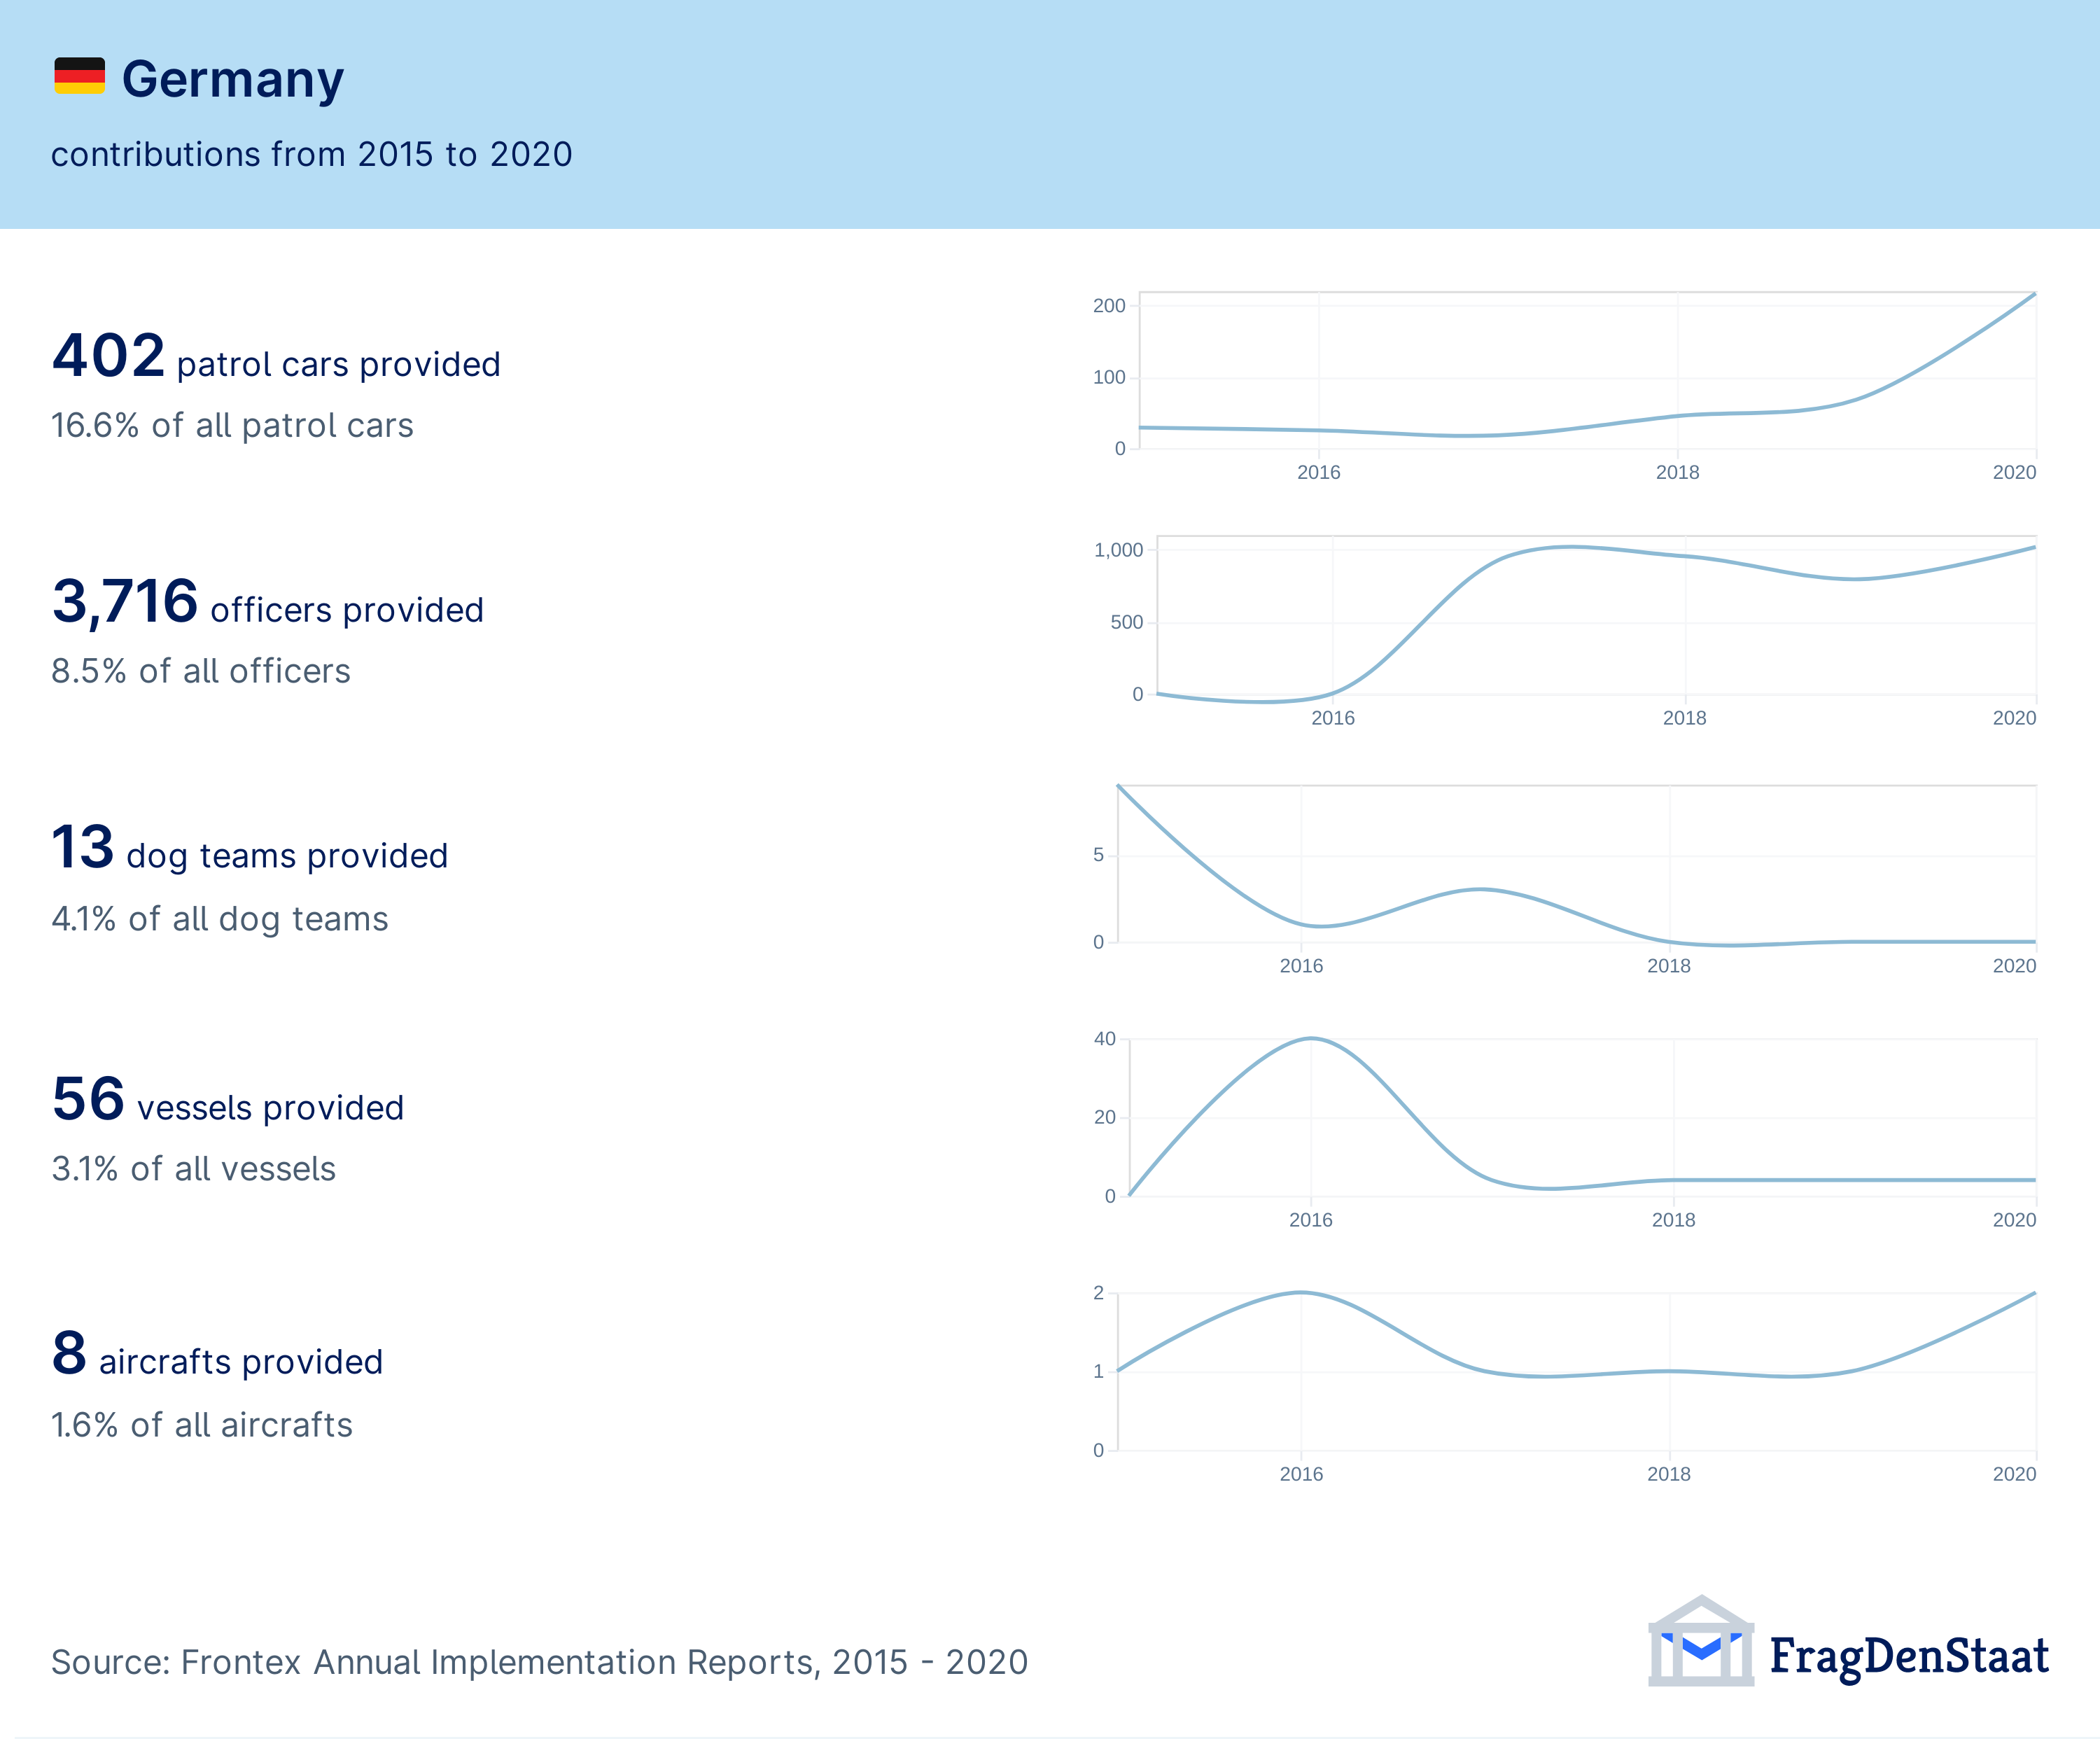 Germany
contributions from 2015 to 2020
402 patrol cars provided
16.6% of all patrol cars
200
100
0
2016 2018 2020
3,716 officers provided
8.5% of all officers
1,000
500
0
2016 2018 2020
13 dog teams provided
4.1% of all dog teams
5
0
2016 2018 2020
56 vessels provided
3.1% of all vessels
40
20
0
2016 2018 2020
8 aircrafts provided
1.6% of all aircrafts
2
1
0
2016 2018 2020
Source: Frontex Annual Implementation Reports, 2015 - 2020
FragDenStaat